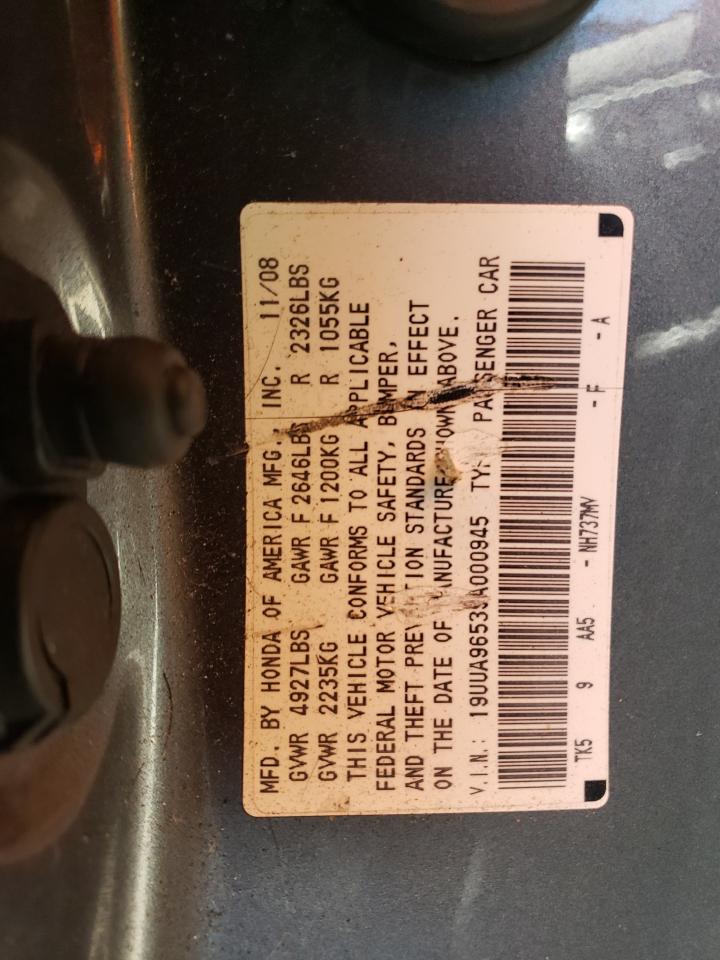 MFD. BY HONDA OF AMERICA MFG., INC. 11/08
GVWR 4927LBS GAWR F 2646LBS R 2326LBS
GVWR 2235KG GAWR F 1200KG R 1055KG
THIS VEHICLE CONFORMS TO ALL APPLICABLE
FEDERAL MOTOR VEHICLE SAFETY, BUMPER,
AND THEFT PREVENTION STANDARDS IN EFFECT
ON THE DATE OF MANUFACTURE SHOWN ABOVE.
V.I.N.: 19UUA96539A000945 TYPE: PASSENGER CAR
TK5 9 AA5 - NH737MV - F - A